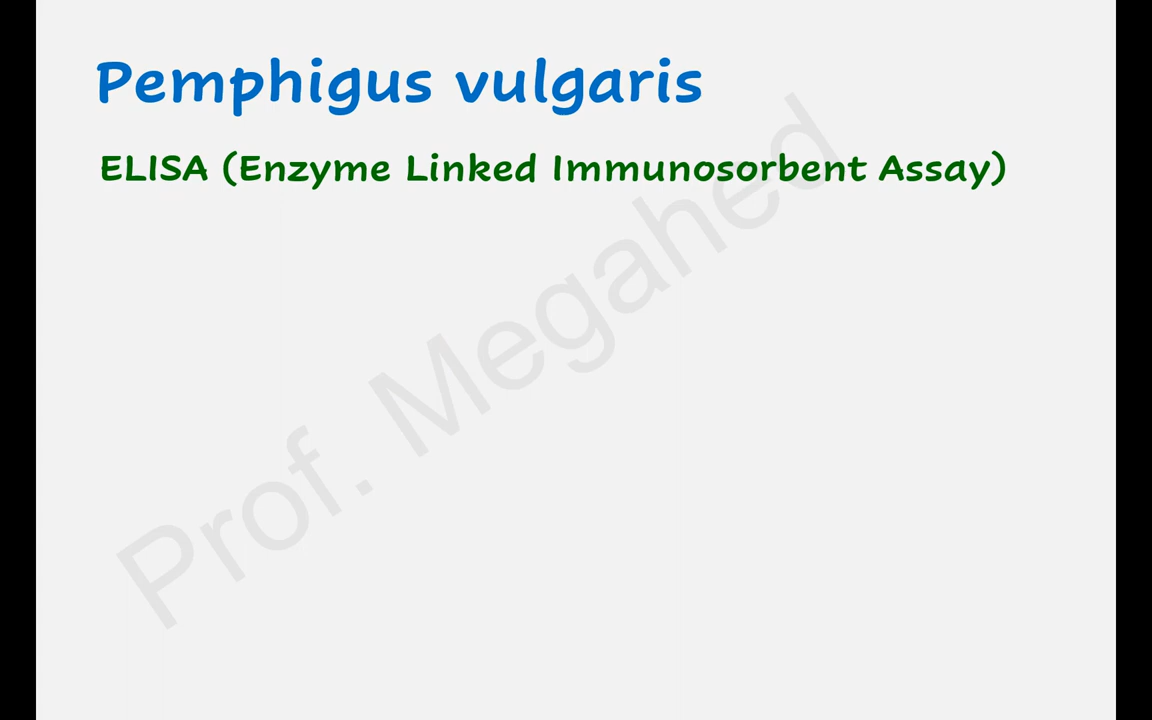 Pemphigus vulgaris
ELISA (Enzyme Linked Immunosorbent Assay)
Prof. Megahed